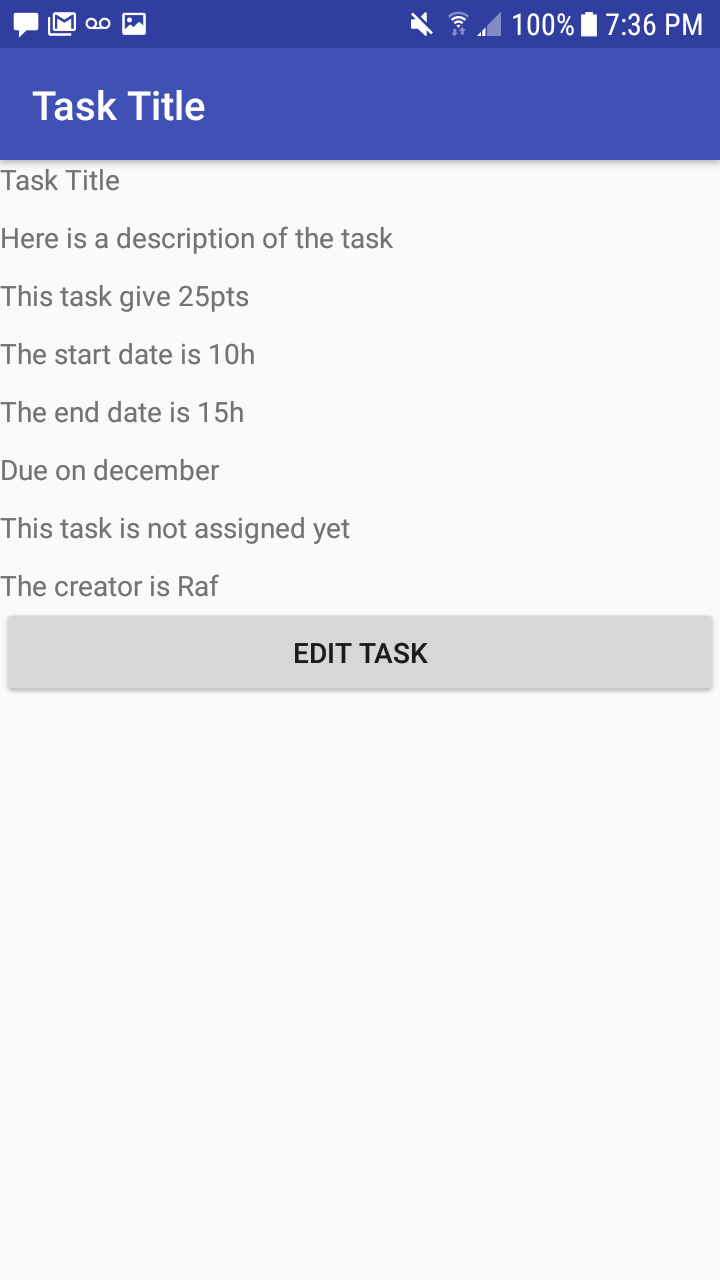 100% 7:36 PM
Task Title
Task Title
Here is a description of the task
This task give 25pts
The start date is 10h
The end date is 15h
Due on december
This task is not assigned yet
The creator is Raf
EDIT TASK